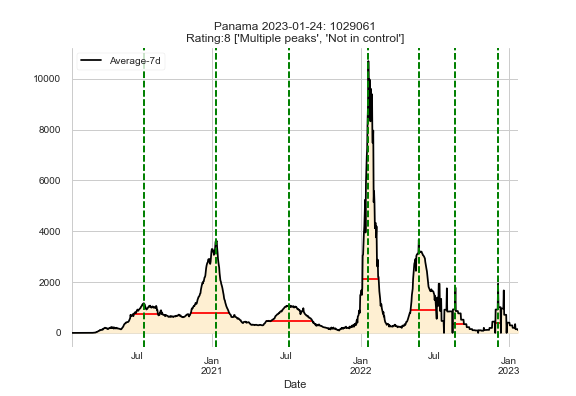 Panama 2023-01-24: 1029061
Rating:8 ['Multiple peaks', 'Not in control']
Average-7d
10000
8000
6000
4000
2000
0
Jul
Jan
2021
Jul
Jan
2022
Jul
Jan
2023
Date